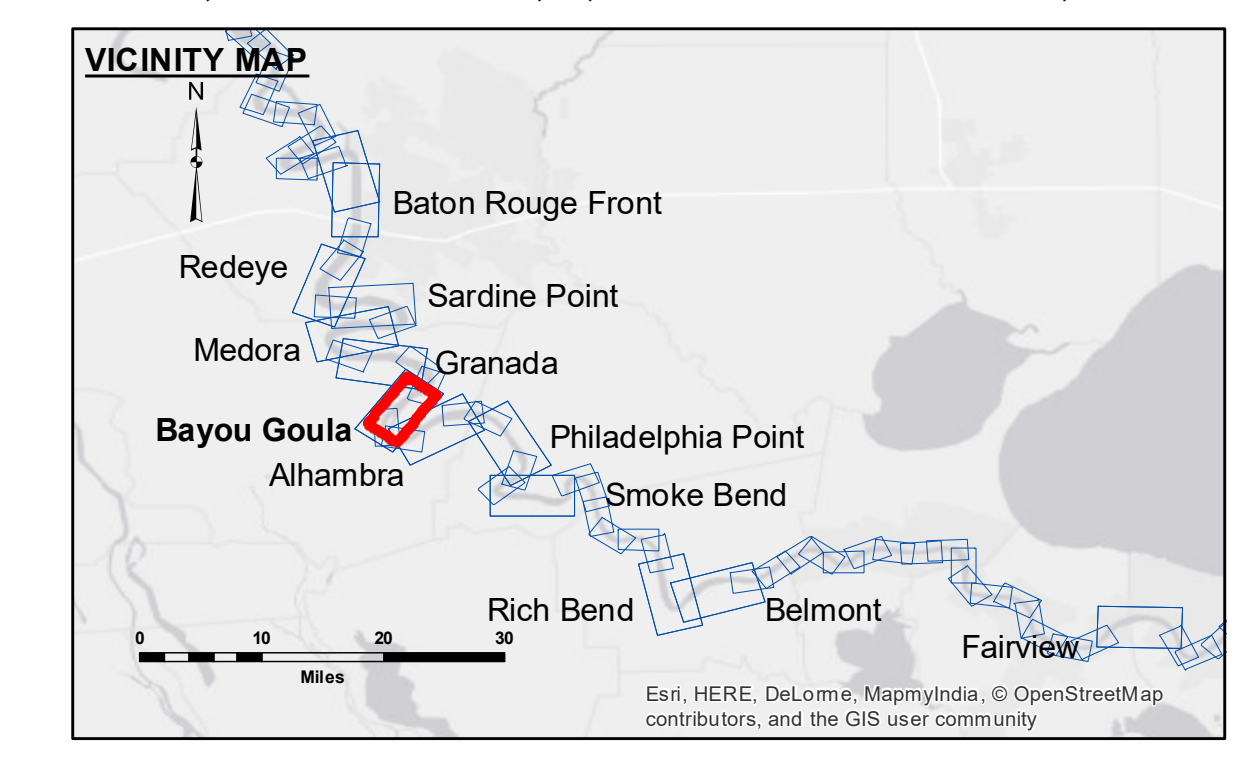 VICINITY MAP
N
Baton Rouge Front
Redeye
Sardine Point
Medora
Granada
Bayou Goula
Philadelphia Point
Alhambra
Smoke Bend
Rich Bend
Belmont
Fairview
0 10 20 30
Miles
Esri, HERE, DeLorme, MapmyIndia, © OpenStreetMap
contributors, and the GIS user community